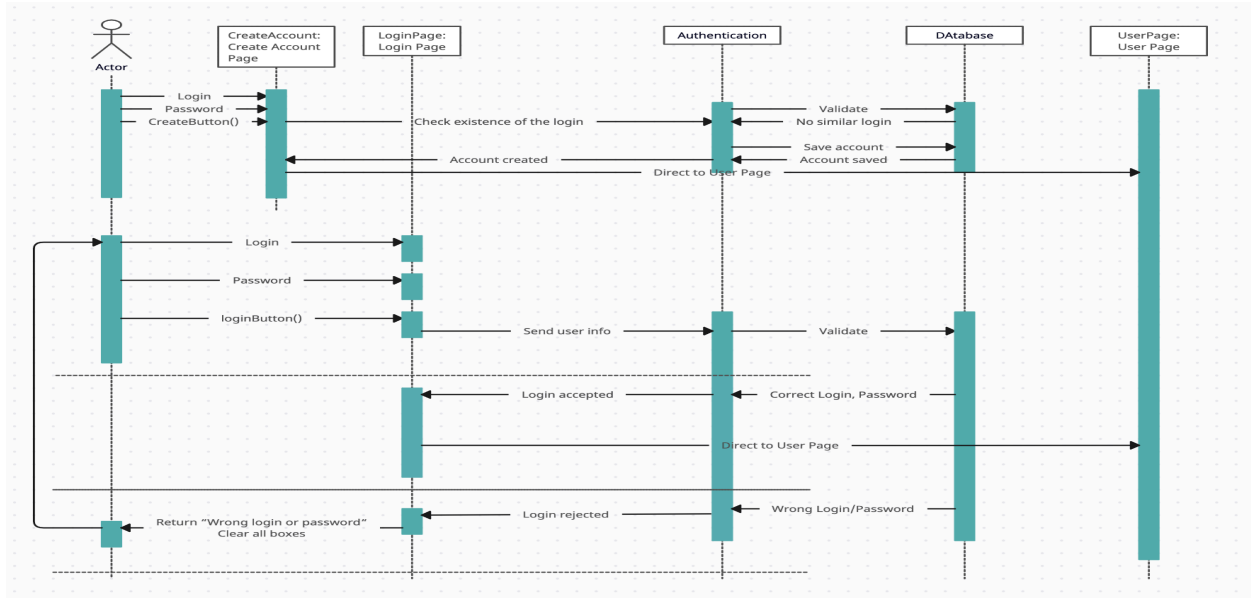 Actor
CreateAccount:
Create Account
Page
LoginPage:
Login Page
Authentication
DAtabase
UserPage:
User Page
Login
Password
Validate
CreateButton()
Check existence of the login
No similar login
Save account
Account created
Account saved
Direct to User Page
Login
Password
loginButton()
Send user info
Validate
Login accepted
Correct Login, Password
Direct to User Page
Wrong Login/Password
Login rejected
Return “Wrong login or password“
Clear all boxes